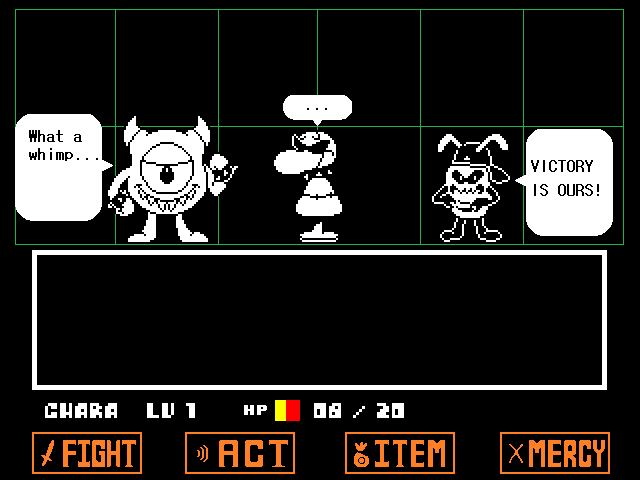 What a
whimp...
...
VICTORY
IS OURS!
CHARA LV 1 HP 08 / 20
FIGHT ACT ITEM MERCY